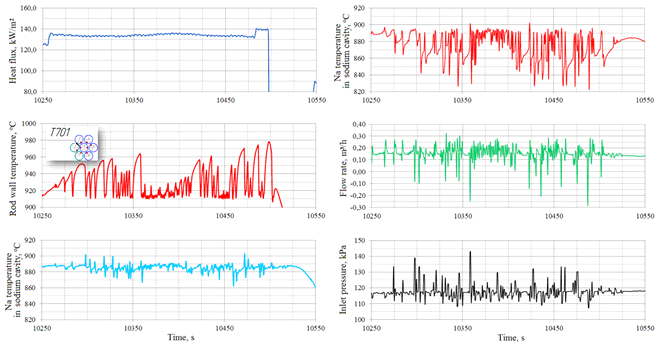 Heat flux, kW/m²
160,0
140,0
120,0
100,0
80,0
10250 10350 10450 10550
Na temperature
in sodium cavity, °C
920
900
880
860
840
820
10250 10350 10450 10550
Rod wall temperature, °C
1000
980
960
940
920
900
T701
10250 10350 10450 10550
Flow rate, m³/h
0,40
0,30
0,20
0,10
0,00
-0,10
-0,20
-0,30
10250 10350 10450 10550
Na temperature
in sodium cavity, °C
920
900
880
860
840
820
10250 10350 10450 10550
Time, s
Inlet pressure, kPa
150
140
130
120
110
100
10250 10350 10450 10550
Time, s